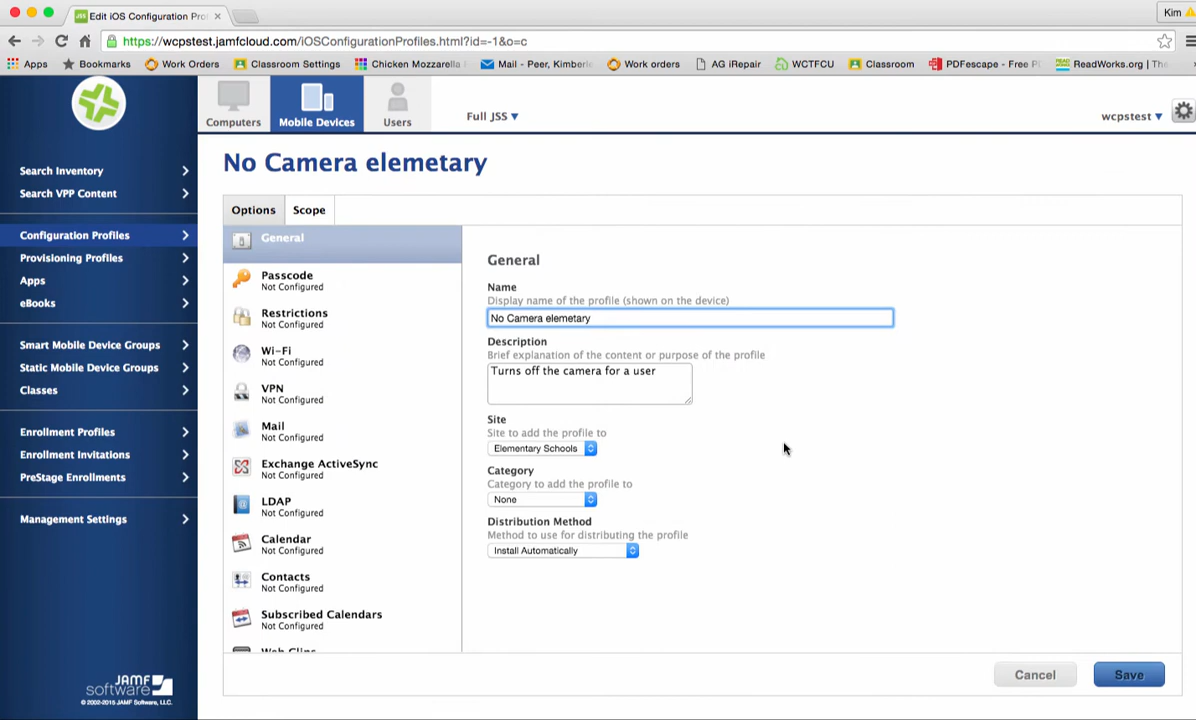 Edit iOS Configuration Pro
Kim
https://wcpstest.jamfcloud.com/iOSConfigurationProfiles.html?id=-1&o=c
Apps
Bookmarks
Work Orders
Classroom Settings
Chicken Mozzarella
Mail - Peer, Kimberle
Work orders
AG iRepair
WCTFCU
Classroom
PDFescape - Free P
ReadWorks.org | The
Computers
Mobile Devices
Users
Full JSS ▼
wcpstest ▼
Search Inventory
Search VPP Content
Configuration Profiles
Provisioning Profiles
Apps
eBooks
Smart Mobile Device Groups
Static Mobile Device Groups
Classes
Enrollment Profiles
Enrollment Invitations
PreStage Enrollments
Management Settings
JAMF
software
© 2002-2015 JAMF Software, LLC.
No Camera elemetary
Options
Scope
General
Passcode
Not Configured
Restrictions
Not Configured
Wi-Fi
Not Configured
VPN
Not Configured
Mail
Not Configured
Exchange ActiveSync
Not Configured
LDAP
Not Configured
Calendar
Not Configured
Contacts
Not Configured
Subscribed Calendars
Not Configured
Web Clips
General
Name
Display name of the profile (shown on the device)
No Camera elemetary
Description
Brief explanation of the content or purpose of the profile
Turns off the camera for a user
Site
Site to add the profile to
Elementary Schools
Category
Category to add the profile to
None
Distribution Method
Method to use for distributing the profile
Install Automatically
Cancel
Save